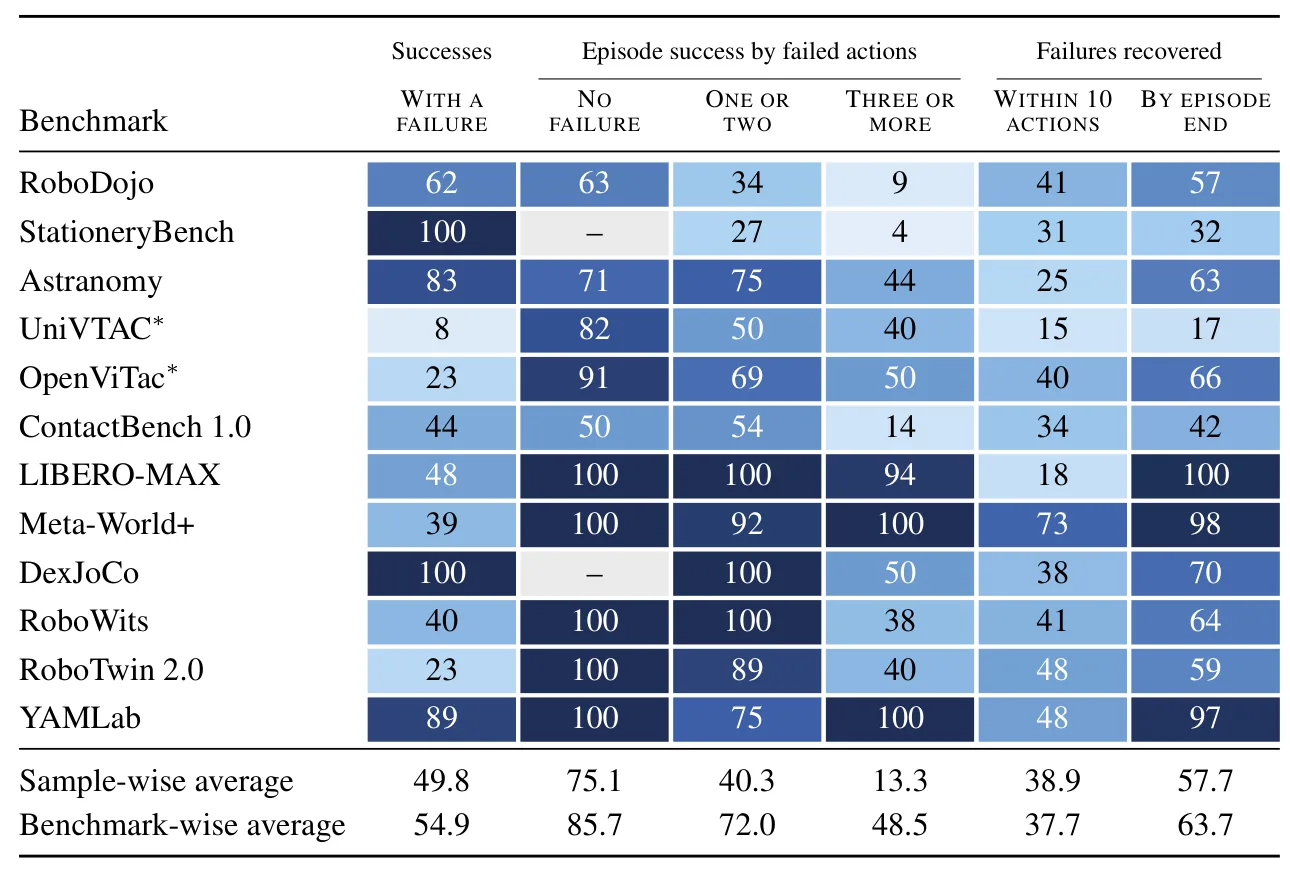 Successes Episode success by failed actions Failures recovered
Benchmark WITH A FAILURE NO FAILURE ONE OR TWO THREE OR MORE WITHIN 10 ACTIONS BY EPISODE END
RoboDojo 62 63 34 9 41 57
StationeryBench 100 – 27 4 31 32
Astranomy 83 71 75 44 25 63
UniVTAC* 8 82 50 40 15 17
OpenViTac* 23 91 69 50 40 66
ContactBench 1.0 44 50 54 14 34 42
LIBERO-MAX 48 100 100 94 18 100
Meta-World+ 39 100 92 100 73 98
DexJoCo 100 – 100 50 38 70
RoboWits 40 100 100 38 41 64
RoboTwin 2.0 23 100 89 40 48 59
YAMLab 89 100 75 100 48 97
Sample-wise average 49.8 75.1 40.3 13.3 38.9 57.7
Benchmark-wise average 54.9 85.7 72.0 48.5 37.7 63.7